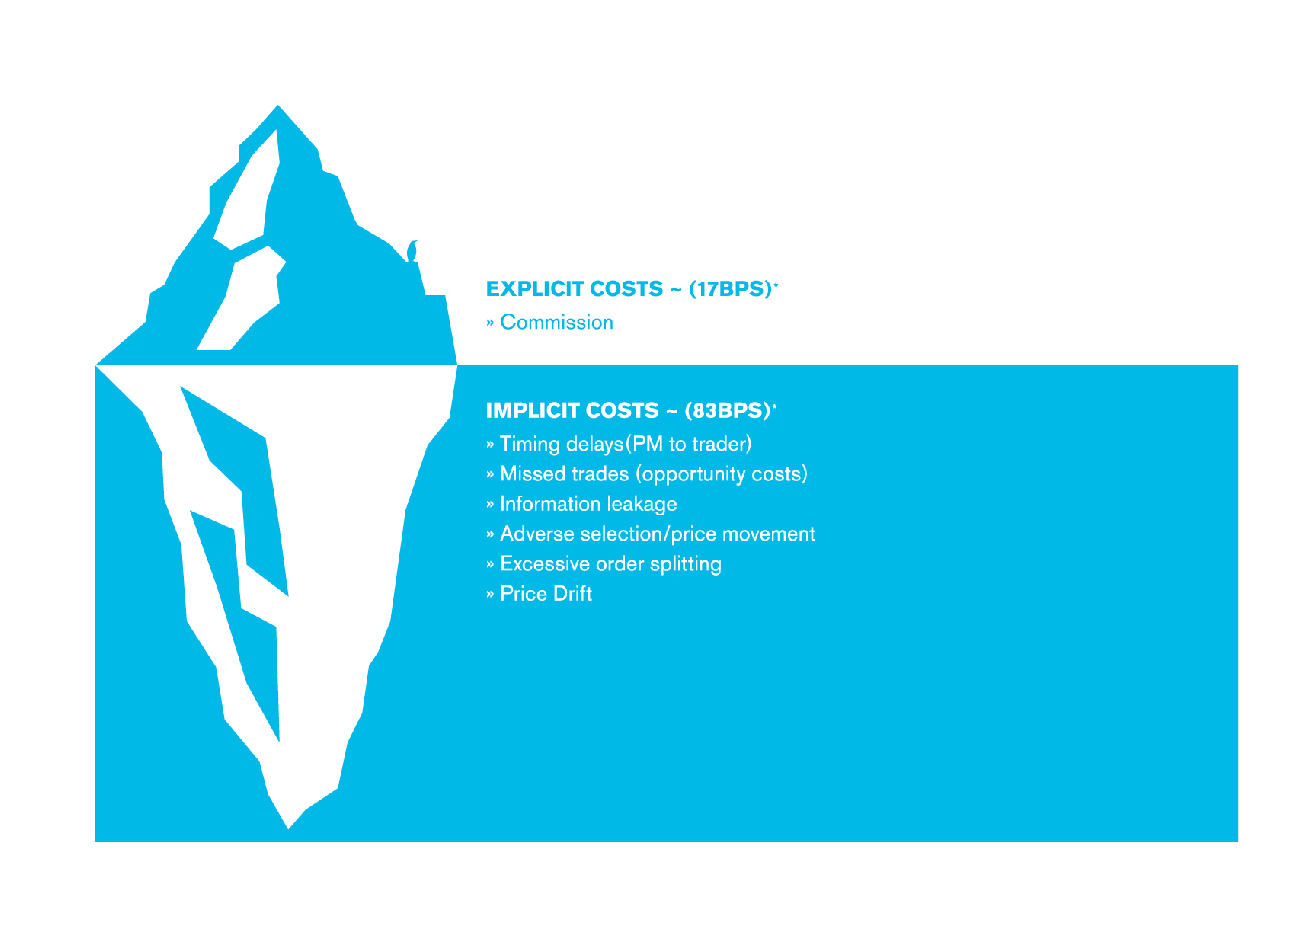 EXPLICIT COSTS ~ (17BPS)*
» Commission
IMPLICIT COSTS ~ (83BPS)*
» Timing delays(PM to trader)
» Missed trades (opportunity costs)
» Information leakage
» Adverse selection/price movement
» Excessive order splitting
» Price Drift